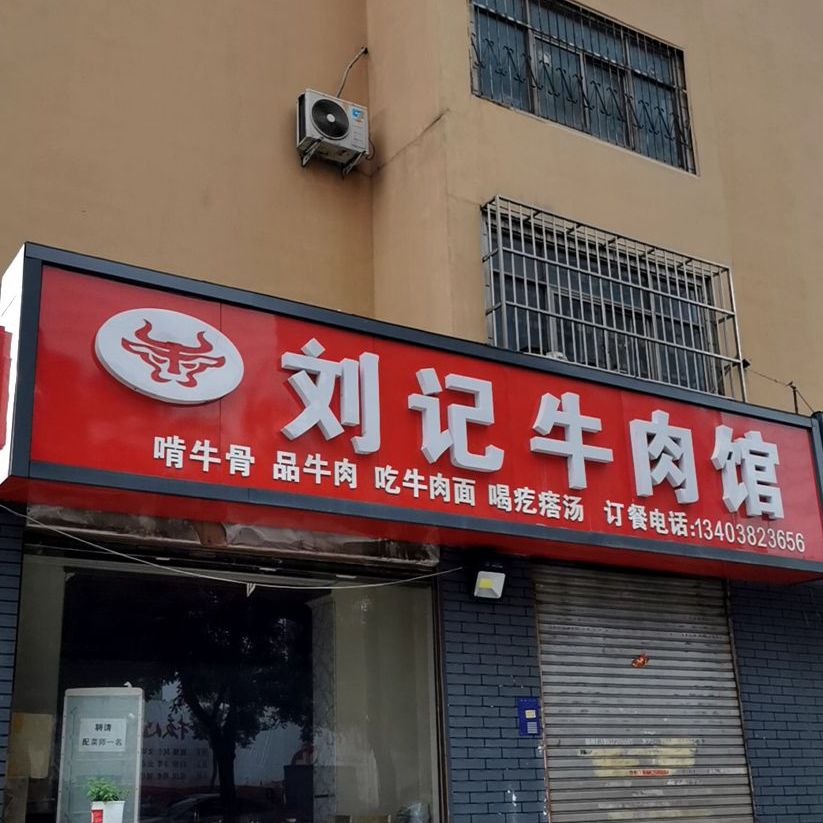 刘记牛肉馆
啃牛骨 品牛肉 吃牛肉面 喝疙瘩汤 订餐电话:13403823656
聘请
配菜师一名